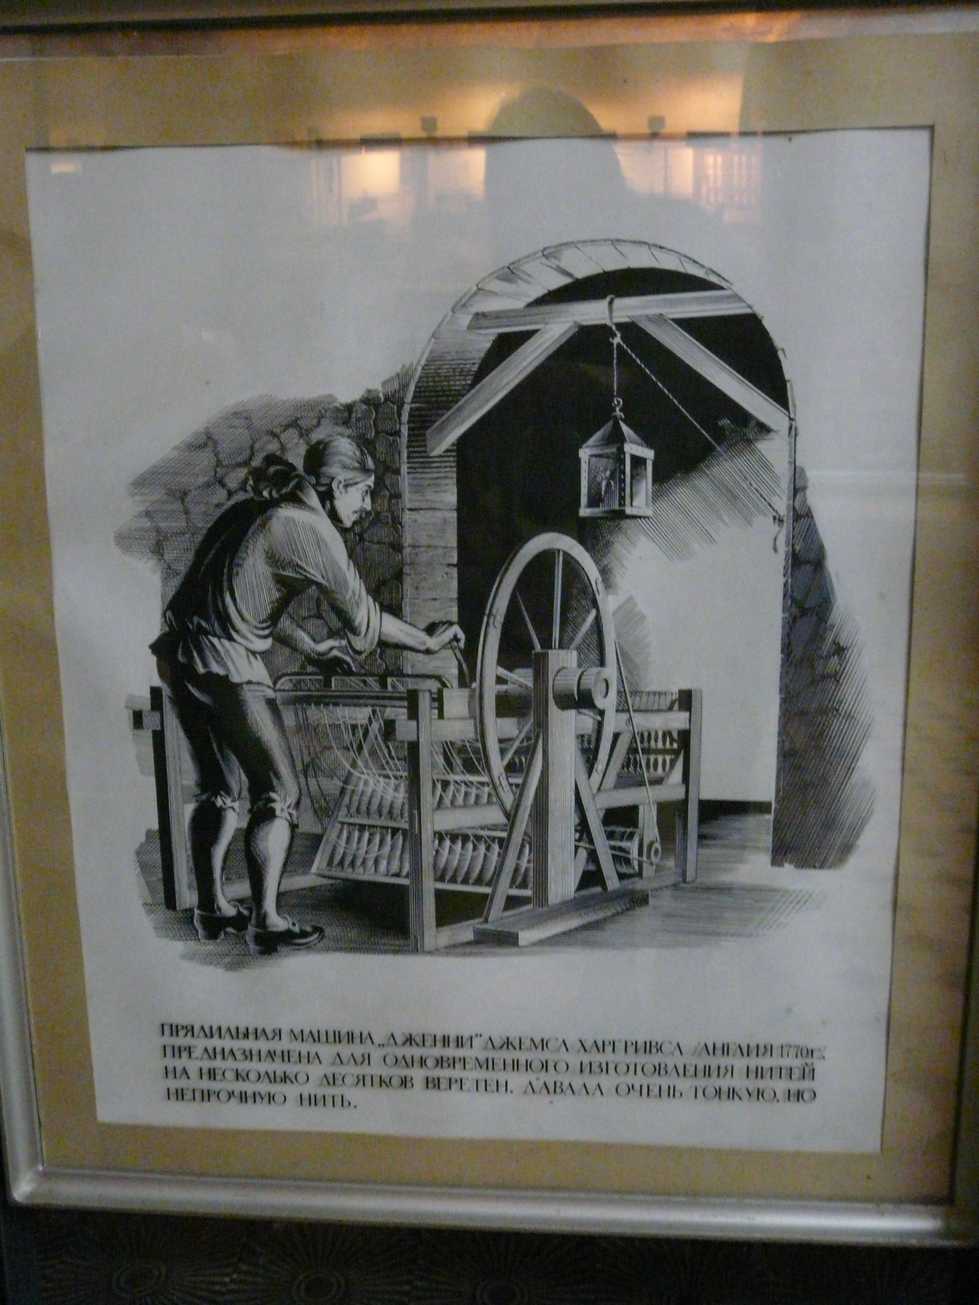 ПРЯДИЛЬНАЯ МАШИНА „ДЖЕННИ" ДЖЕМСА ХАРГРИВСА /АНГЛИЯ 1770 г./,
ПРЕДНАЗНАЧЕНА ДЛЯ ОДНОВРЕМЕННОГО ИЗГОТОВЛЕНИЯ НИТЕЙ
НА НЕСКОЛЬКО ДЕСЯТКОВ ВЕРЕТЕН. ДАВАЛА ОЧЕНЬ ТОНКУЮ, НО
НЕПРОЧНУЮ НИТЬ.